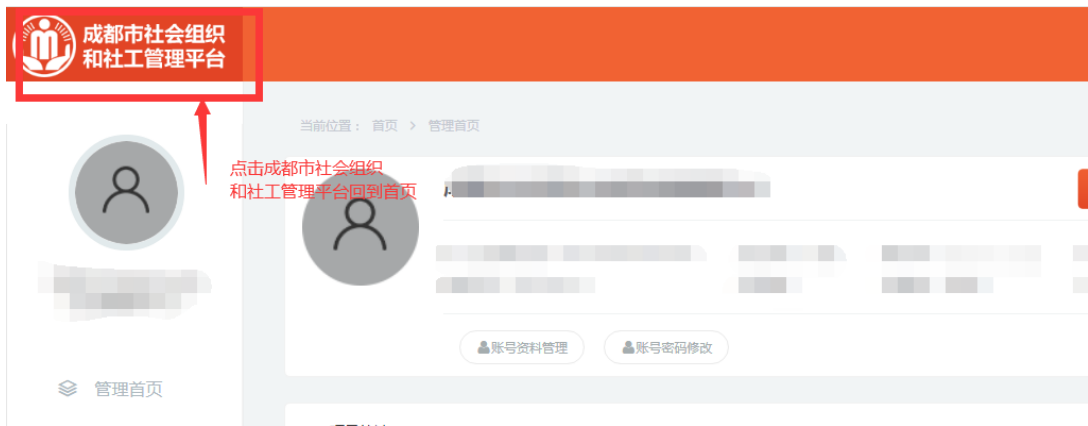 成都市社会组织
和社工管理平台
当前位置： 首页 > 管理首页
点击成都市社会组织
和社工管理平台回到首页
账号资料管理
账号密码修改
管理首页